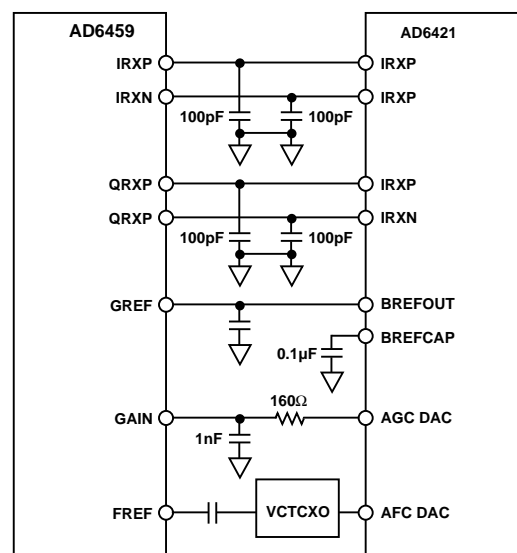 AD6459 AD6421
IRXP IRXP
IRXN IRXP
100pF 100pF
QRXP IRXP
QRXP IRXN
100pF 100pF
GREF BREFOUT
BREFCAP
0.1µF
160Ω
GAIN AGC DAC
1nF
FREF VCTCXO AFC DAC